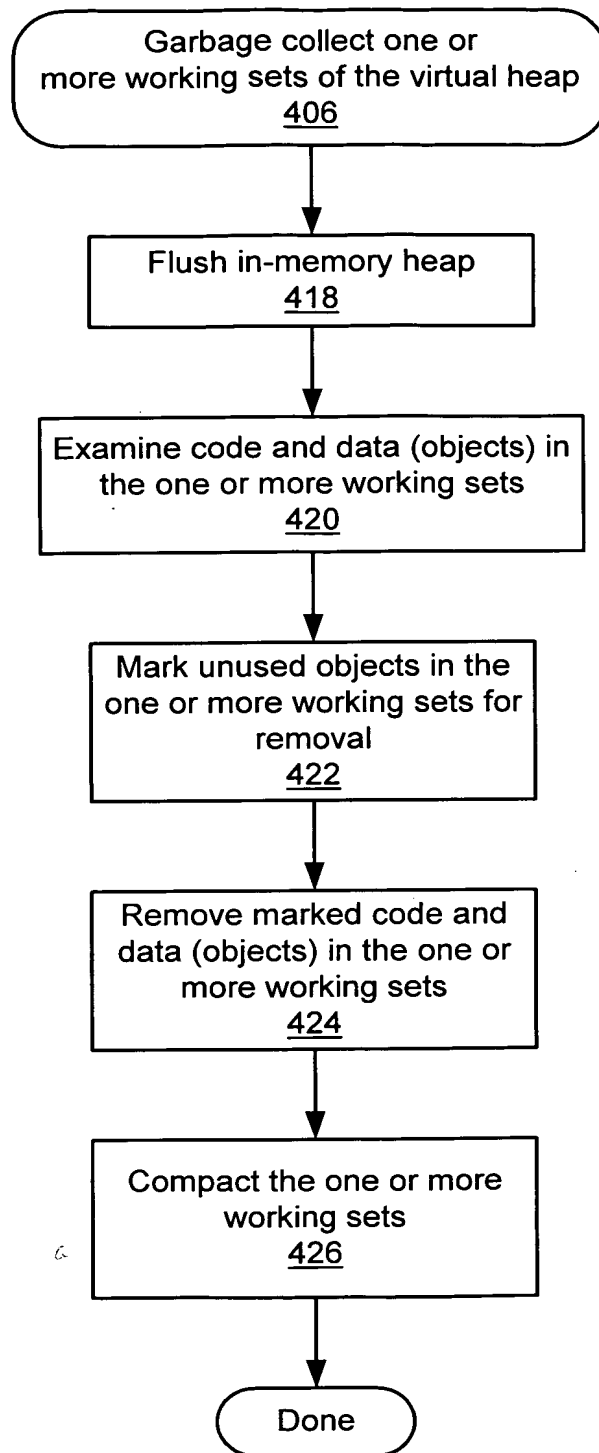 Garbage collect one or
more working sets of the virtual heap
406
Flush in-memory heap
418
Examine code and data (objects) in
the one or more working sets
420
Mark unused objects in the
one or more working sets for
removal
422
Remove marked code and
data (objects) in the one or
more working sets
424
Compact the one or more
working sets
426
Done